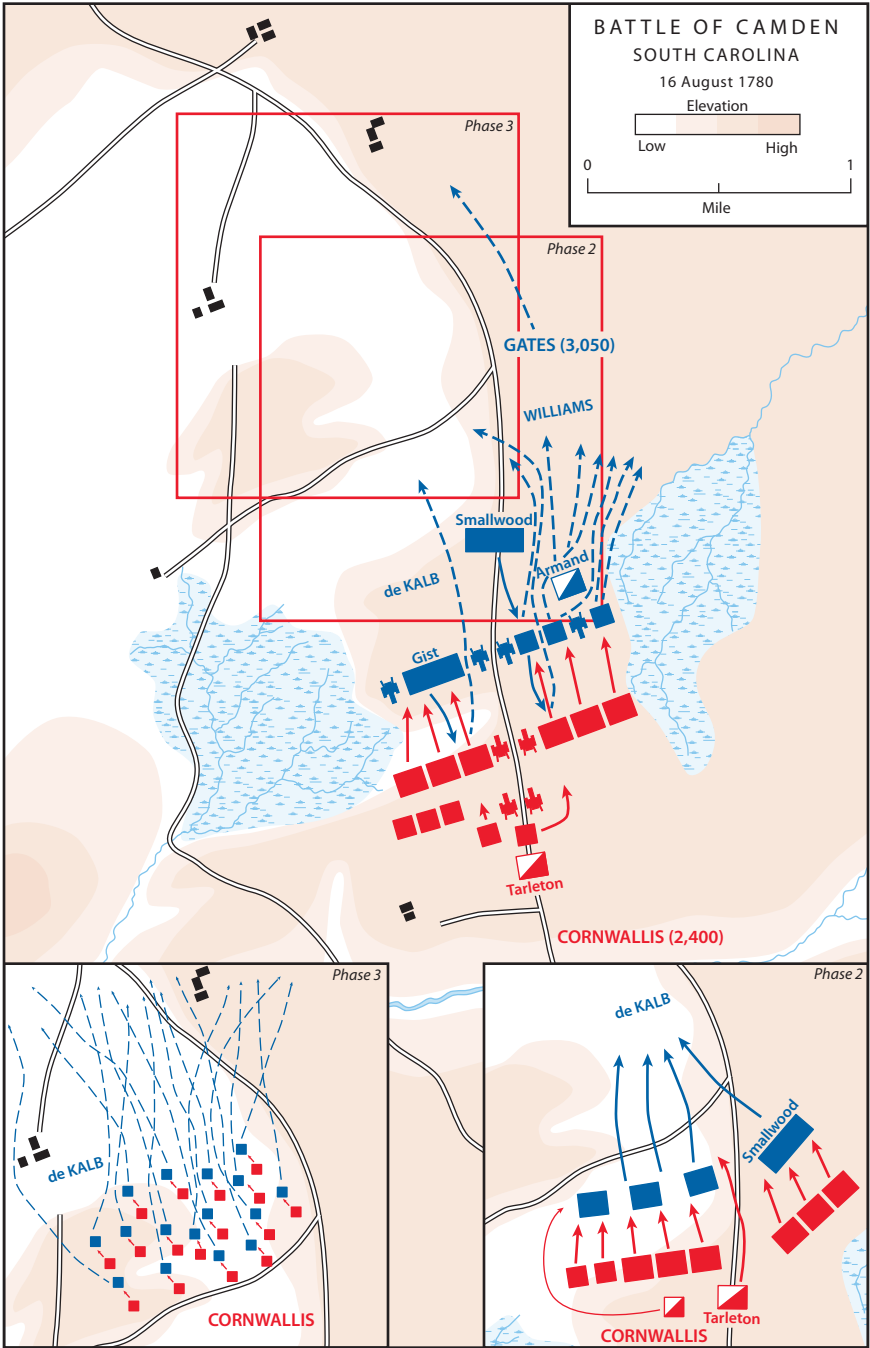 BATTLE OF CAMDEN
SOUTH CAROLINA
16 August 1780
Elevation
Low
High
0
1
Mile
Phase 3
Phase 2
GATES (3,050)
WILLIAMS
Smallwood
Armand
de KALB
Gist
Tarleton
CORNWALLIS (2,400)
Phase 3
de KALB
CORNWALLIS
Phase 2
de KALB
Smallwood
Tarleton
CORNWALLIS